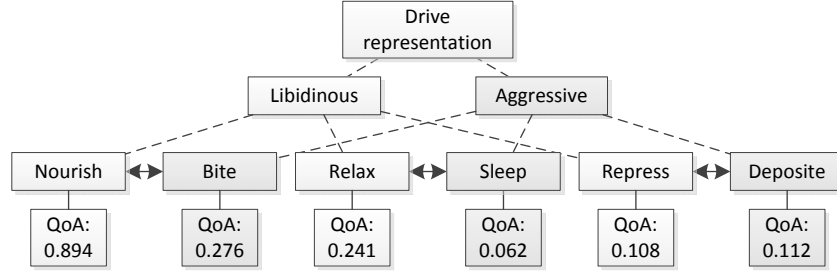 Drive
representation
Libidinous
Aggressive
Nourish
Bite
Relax
Sleep
Repress
Deposite
QoA:
0.894
QoA:
0.276
QoA:
0.241
QoA:
0.062
QoA:
0.108
QoA:
0.112